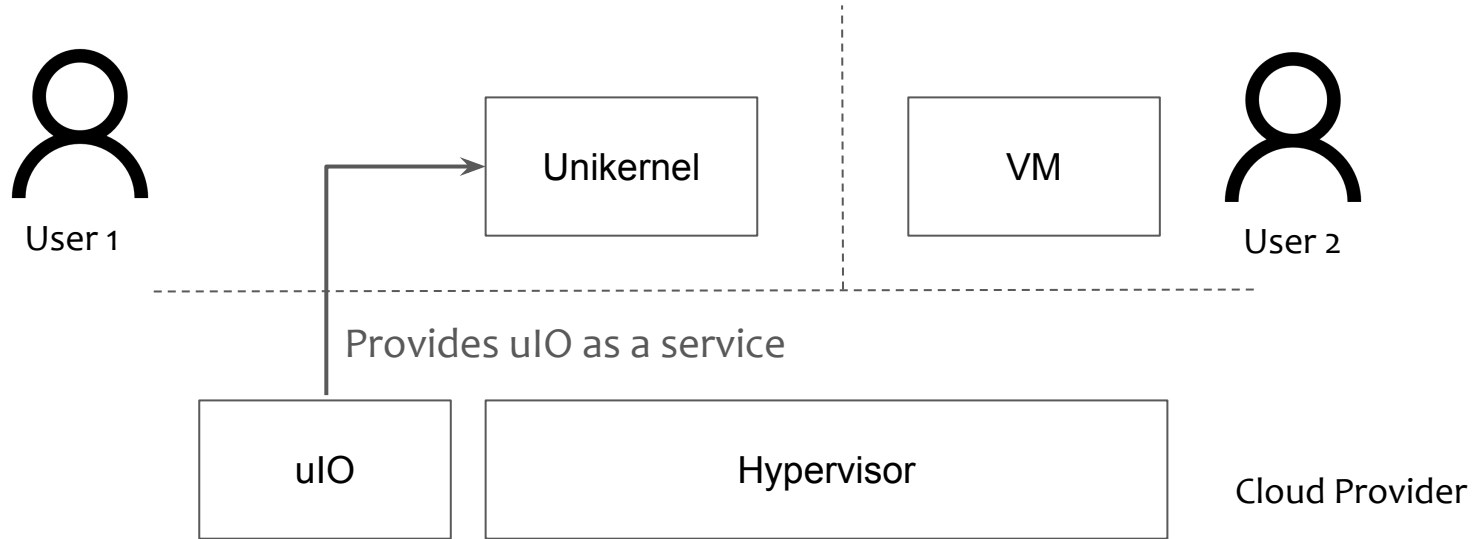 Unikernel
VM
User 1
User 2
Provides uIO as a service
uIO
Hypervisor
Cloud Provider